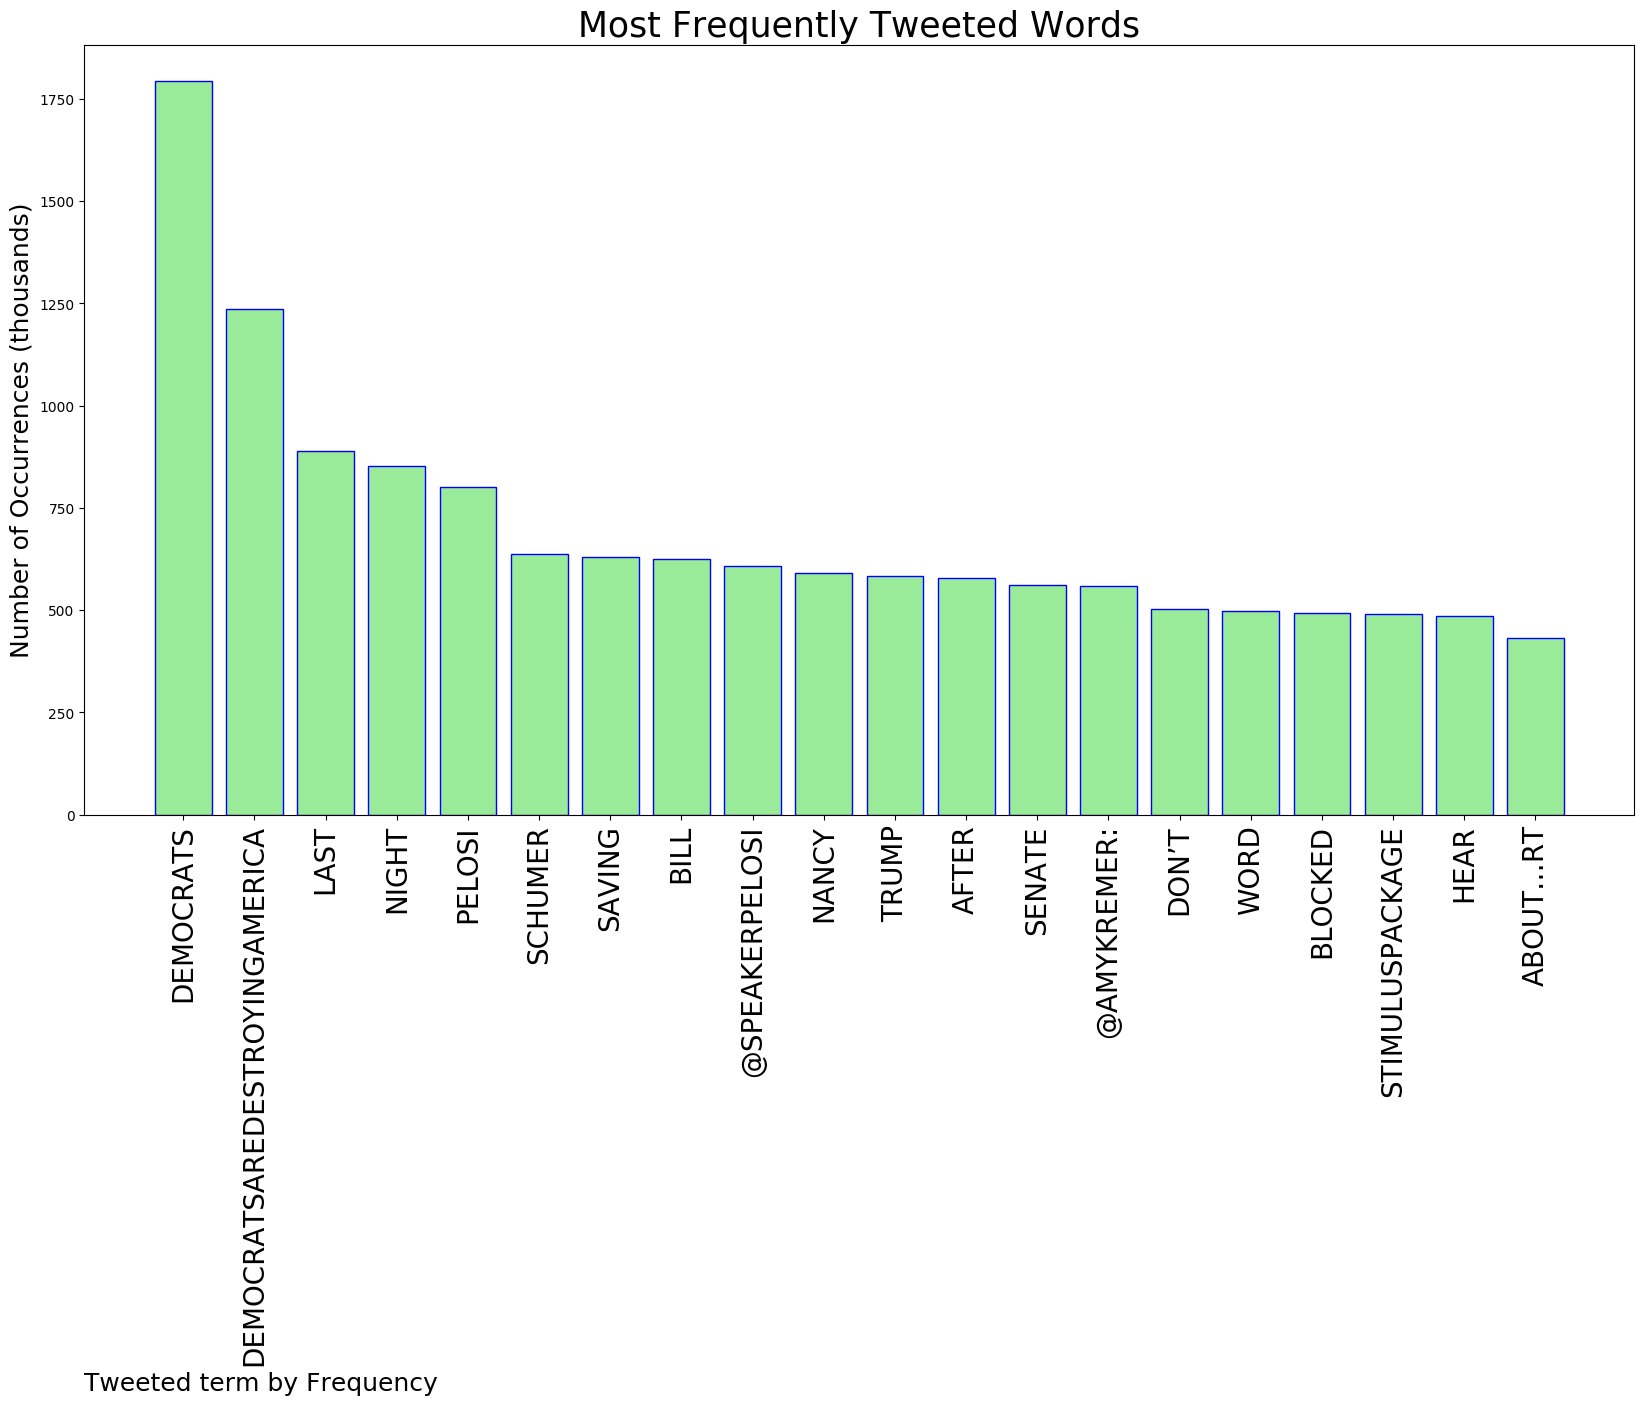 Most Frequently Tweeted Words
Number of Occurrences (thousands)
1750
1500
1250
1000
750
500
250
0
DEMOCRATS
DEMOCRATSAREDESTROYINGAMERICA
LAST
NIGHT
PELOSI
SCHUMER
SAVING
BILL
@SPEAKERPELOSI
NANCY
TRUMP
AFTER
SENATE
@AMYKREMER:
DON’T
WORD
BLOCKED
STIMULUSPACKAGE
HEAR
ABOUT…RT
Tweeted term by Frequency